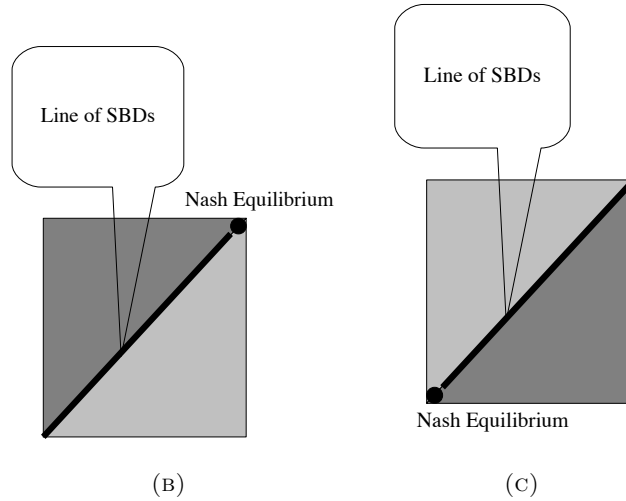 Line of SBDs
Nash Equilibrium
(B)
Line of SBDs
Nash Equilibrium
(C)